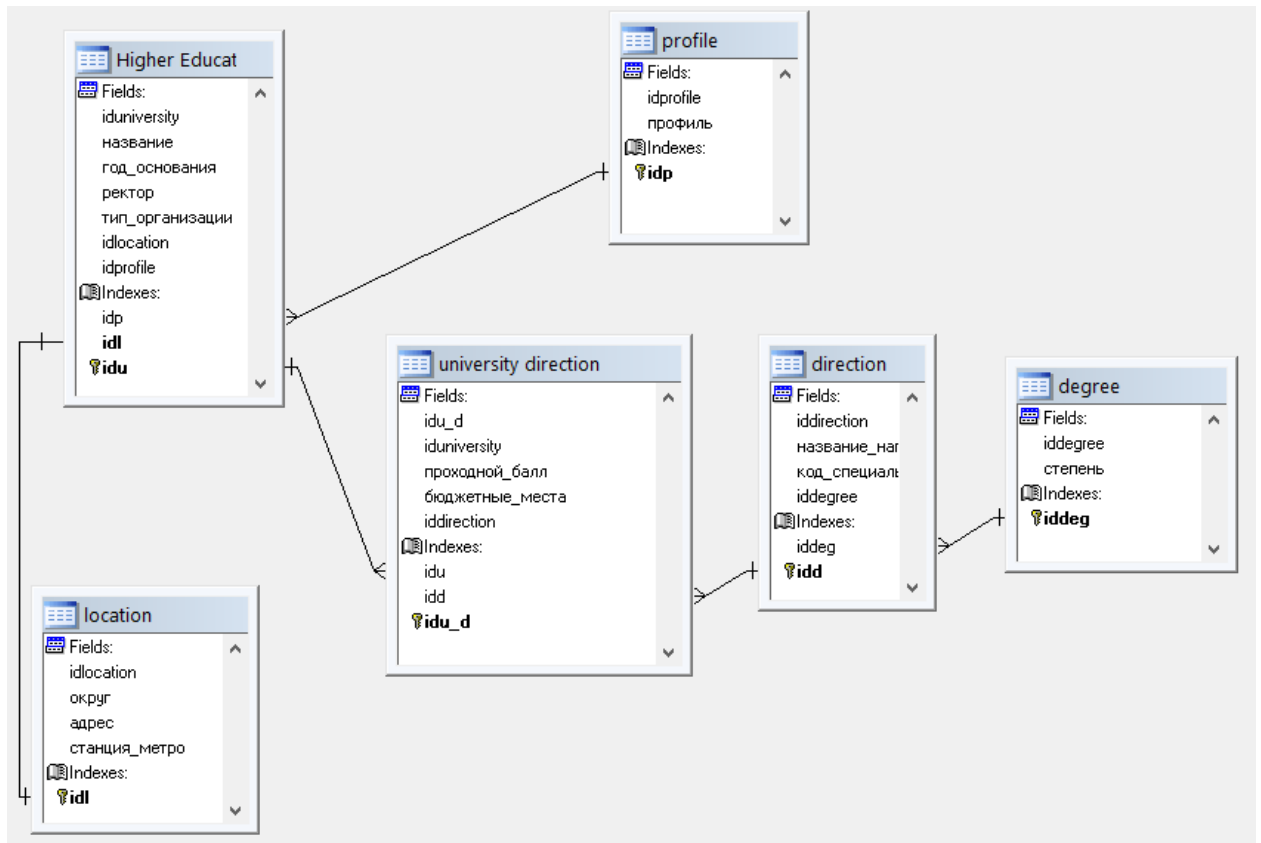 Higher Educat
Fields:
iduniversity
название
год_основания
ректор
тип_организации
idlocation
idprofile
Indexes:
idp
idl
idu
profile
Fields:
idprofile
профиль
Indexes:
idp
university direction
Fields:
idu_d
iduniversity
проходной_балл
бюджетные_места
iddirection
Indexes:
idu
idd
idu_d
direction
Fields:
iddirection
название_нап
код_специаль
iddegree
Indexes:
iddeg
idd
degree
Fields:
iddegree
степень
Indexes:
iddeg
location
Fields:
idlocation
округ
адрес
станция_метро
Indexes:
idl